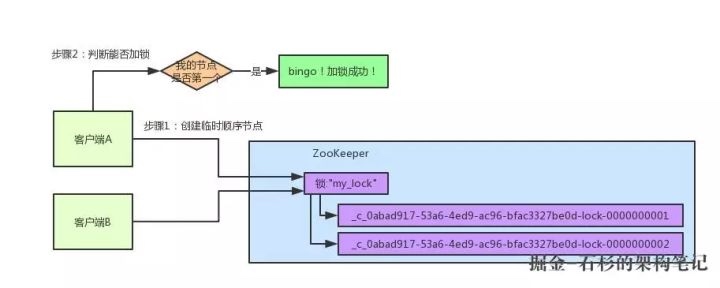 步骤2：判断能否加锁
我的节点
是否第一个
是
bingo！加锁成功！
客户端A
步骤1：创建临时顺序节点
ZooKeeper
锁:"my_lock"
客户端B
_c_0abad917-53a6-4ed9-ac96-bfac3327be0d-lock-0000000001
_c_0abad917-53a6-4ed9-ac96-bfac3327be0d-lock-0000000002
掘金-石杉的架构笔记